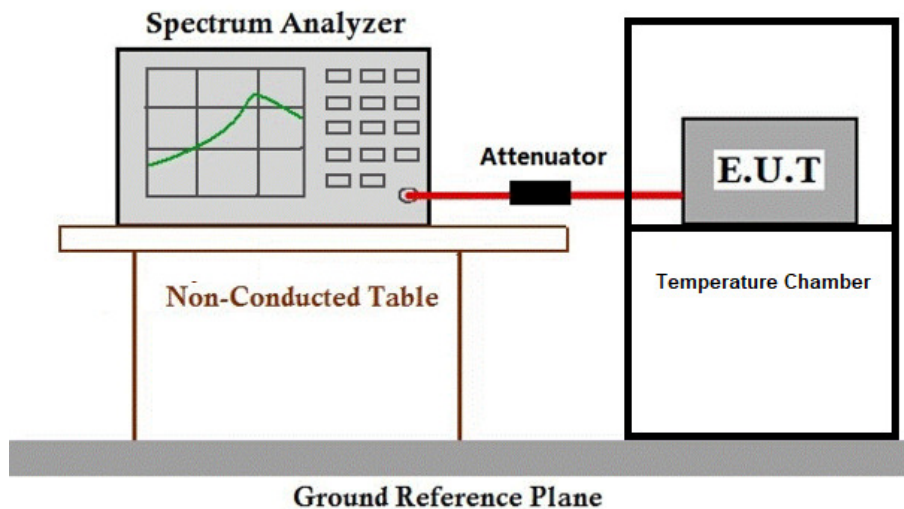 Spectrum Analyzer
Attenuator
E.U.T
Non-Conducted Table
Temperature Chamber
Ground Reference Plane